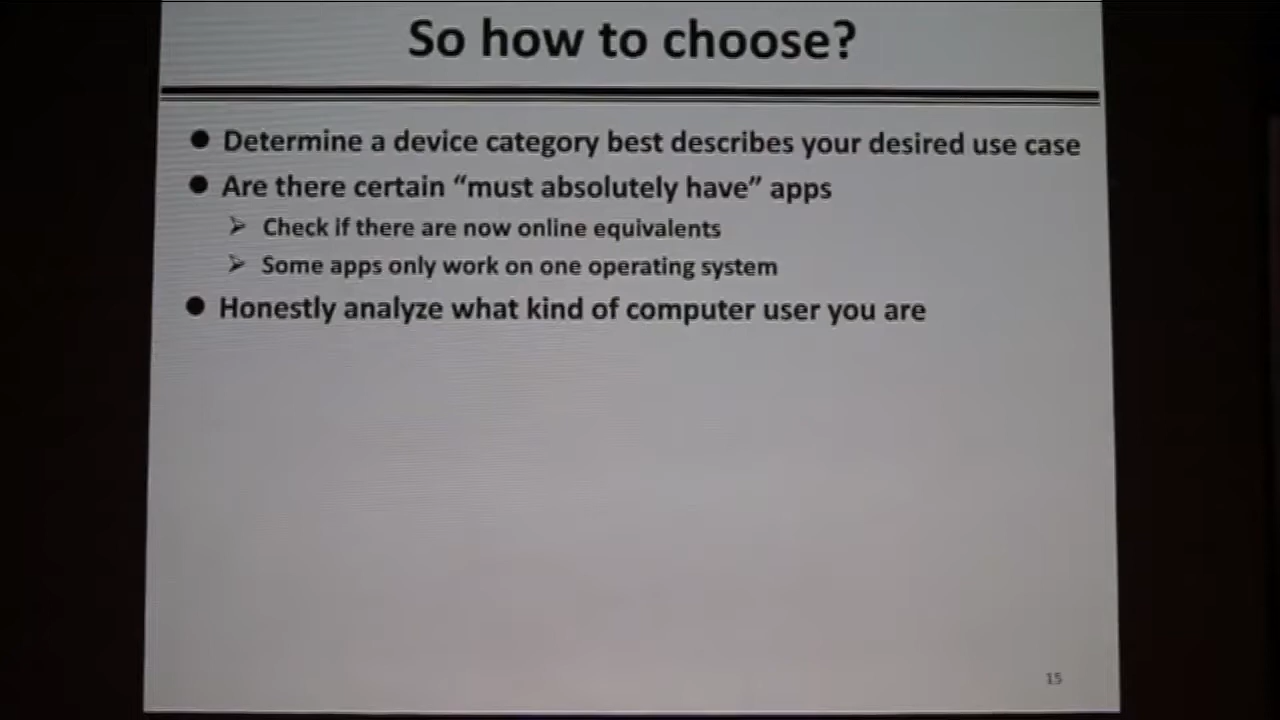 So how to choose?
● Determine a device category best describes your desired use case
● Are there certain “must absolutely have” apps
➢ Check if there are now online equivalents
➢ Some apps only work on one operating system
● Honestly analyze what kind of computer user you are
15